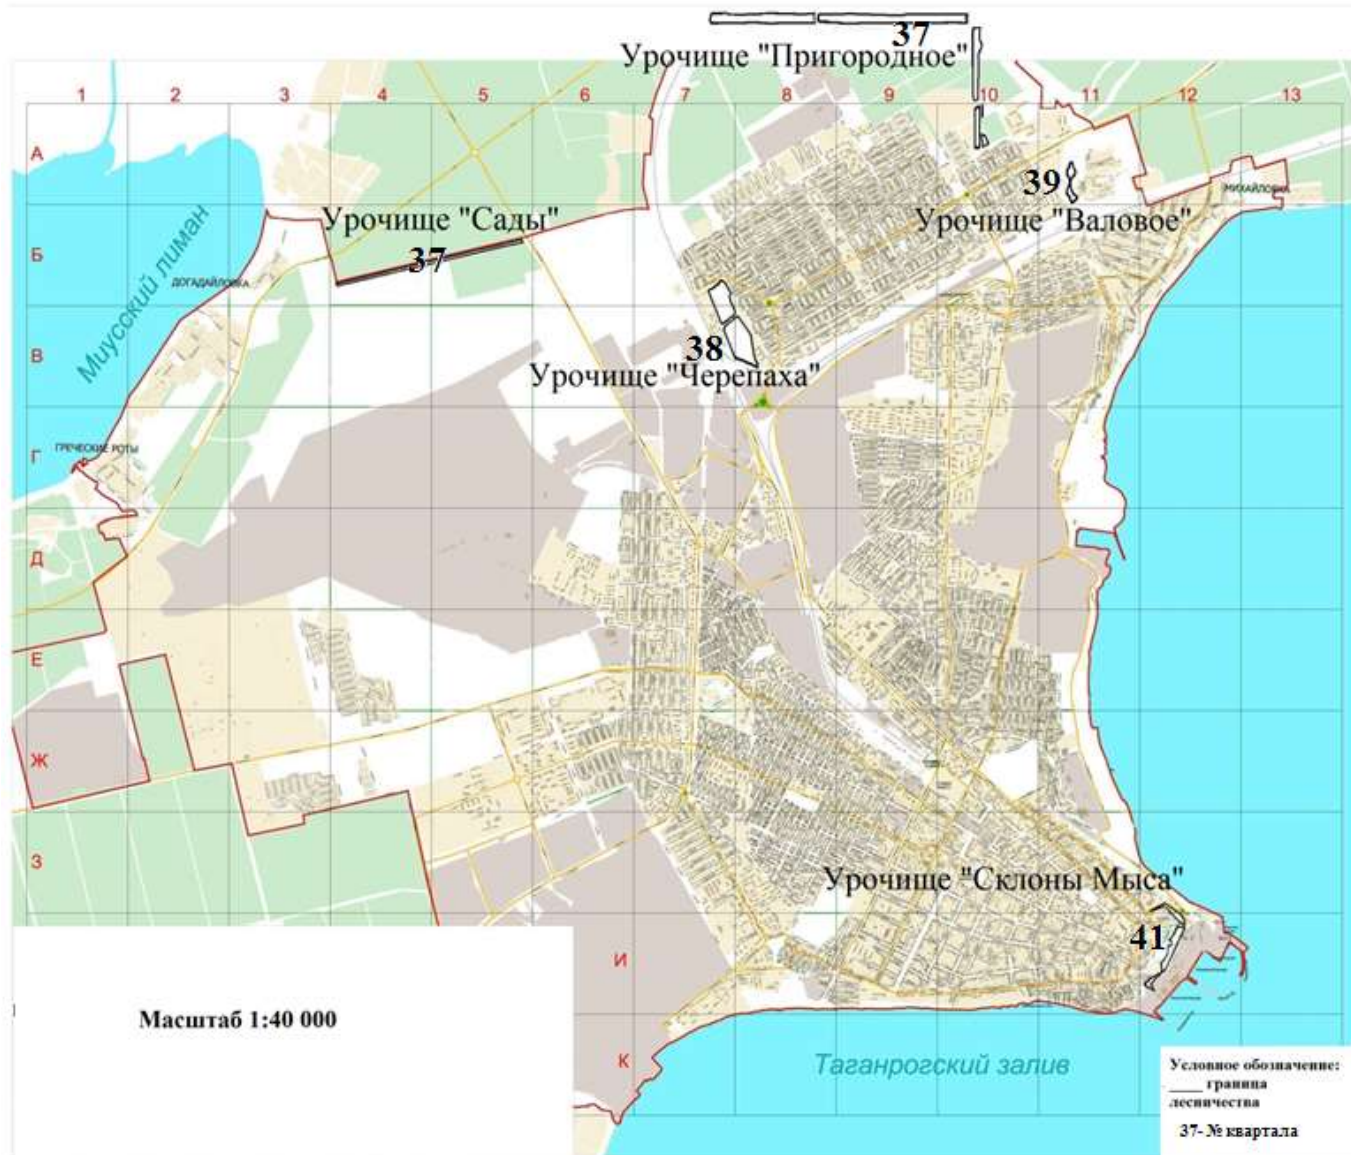 37
Урочище "Пригородное"
1 2 3 4 5 6 7 8 9 10 11 12 13
А
39
МИХАЙЛОВКА
Урочище "Сады"
Урочище "Валовое"
Б
37
ДОГАДАЙЛОВКА
Миусский лиман
В
38
Урочище "Черепаха"
Г
ГРЕЧЕСКИЕ РОТЫ
Д
Е
Ж
З
Урочище "Склоны Мыса"
41
И
Масштаб 1:40 000
К
Таганрогский залив
Условное обозначение:
____ граница
лесничества
37- № квартала